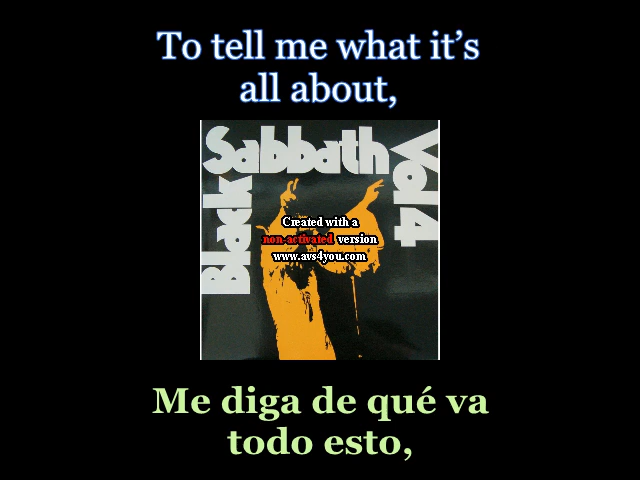 To tell me what it's
all about,
Black
Sabbath
Vol 4
Created with a
non-activated version
www.avs4you.com
Me diga de qué va
todo esto,